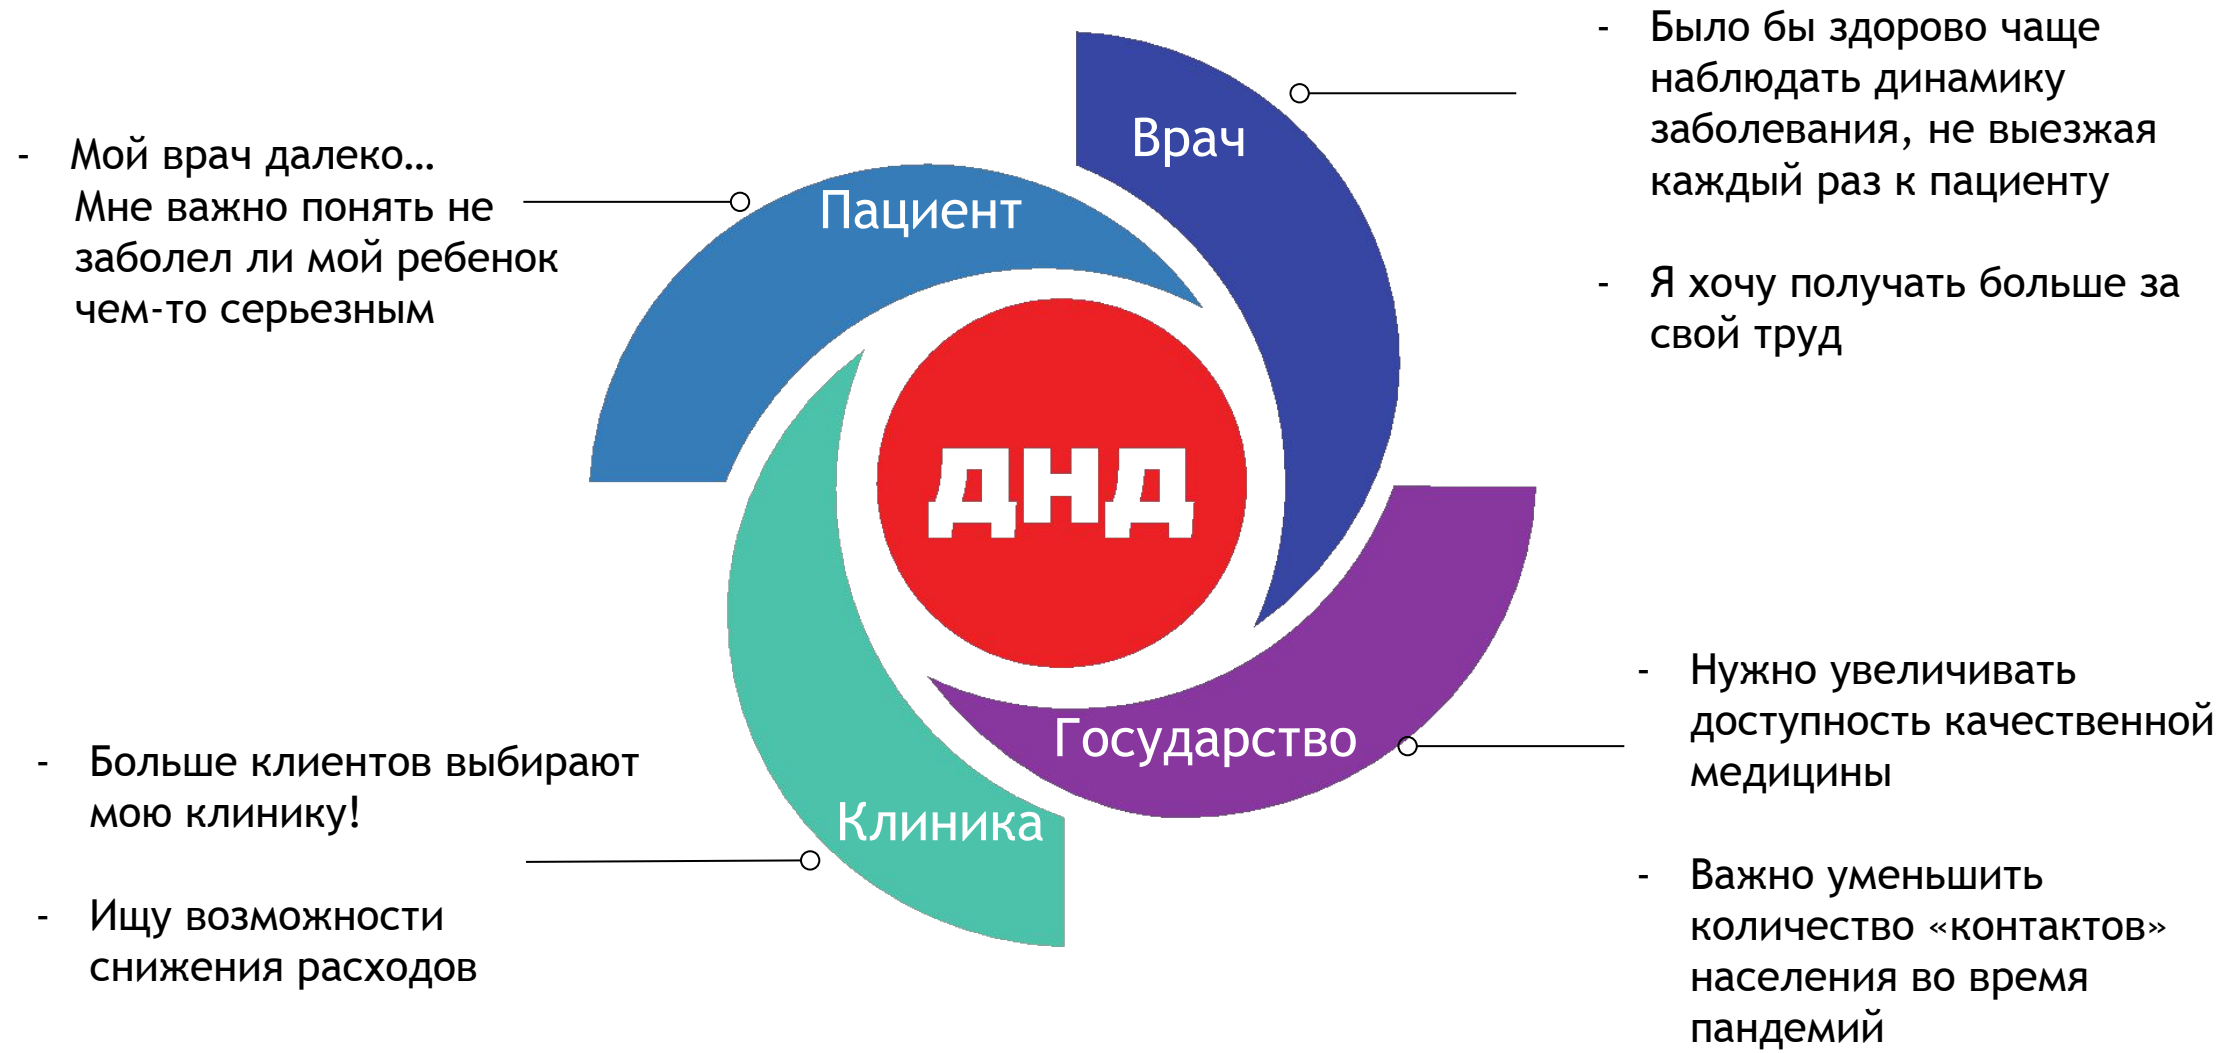 - Мой врач далеко...
Мне важно понять не
заболел ли мой ребенок
чем-то серьезным
Пациент
Врач
- Было бы здорово чаще
наблюдать динамику
заболевания, не выезжая
каждый раз к пациенту
- Я хочу получать больше за
свой труд
ДНД
- Больше клиентов выбирают
мою клинику!
- Ищу возможности
снижения расходов
Клиника
Государство
- Нужно увеличивать
доступность качественной
медицины
- Важно уменьшить
количество «контактов»
населения во время
пандемий